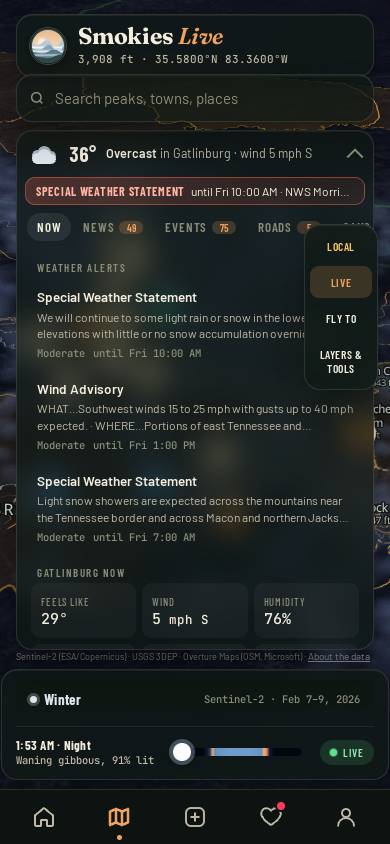 Smokies Live
3,908 ft · 35.5800°N 83.3600°W
Search peaks, towns, places
36° Overcast in Gatlinburg · wind 5 mph S
SPECIAL WEATHER STATEMENT until Fri 10:00 AM · NWS Morri...
NOW NEWS 49 EVENTS 75 ROADS
LOCAL
LIVE
FLY TO
LAYERS &
TOOLS
WEATHER ALERTS
Special Weather Statement
We will continue to some light rain or snow in the
elevations with little or no snow accumulation
Moderate until Fri 10:00 AM
Wind Advisory
WHAT...Southwest winds 15 to 25 mph with gusts up to 40 mph
expected. · WHERE...Portions of east Tennessee and...
Moderate until Fri 1:00 PM
Special Weather Statement
Light snow showers are expected across the mountains near
the Tennessee border and across Macon and northern Jacks...
Moderate until Fri 7:00 AM
GATLINBURG NOW
FEELS LIKE WIND HUMIDITY
29° 5 mph S 76%
Sentinel-2 (ESA/Copernicus) · USGS 3DEP · Overture Maps (OSM, Microsoft) · About the data
Winter Sentinel-2 · Feb 7–9, 2026
1:53 AM · Night
Waning gibbous, 91% lit
LIVE